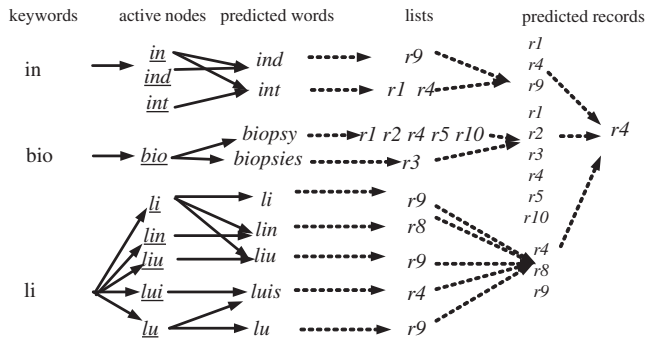 keywords active nodes predicted words lists predicted records
in in ind r9 r1
ind int r1 r4 r4
int r9
bio bio biopsy r1 r2 r4 r5 r10 r1
biopsies r3 r2
r3
r4
r5
r10
r4
li li li r9 r4
lin lin r8 r8
liu liu r9 r9
lui luis r4
lu lu r9